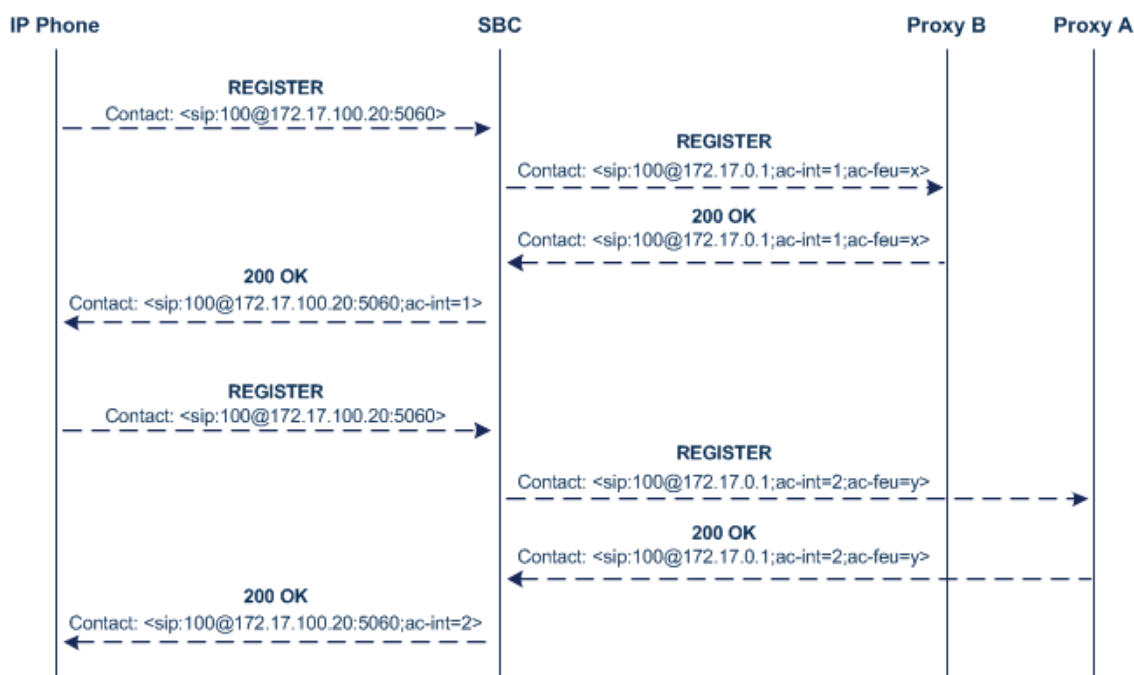 IP Phone
SBC
Proxy B
Proxy A
REGISTER
Contact: <sip:100@172.17.100.20:5060>
REGISTER
Contact: <sip:100@172.17.0.1;ac-int=1;ac-feu=x>
200 OK
Contact: <sip:100@172.17.0.1;ac-int=1;ac-feu=x>
200 OK
Contact: <sip:100@172.17.100.20:5060;ac-int=1>
REGISTER
Contact: <sip:100@172.17.100.20:5060>
REGISTER
Contact: <sip:100@172.17.0.1;ac-int=2;ac-feu=y>
200 OK
Contact: <sip:100@172.17.0.1;ac-int=2;ac-feu=y>
200 OK
Contact: <sip:100@172.17.100.20:5060;ac-int=2>